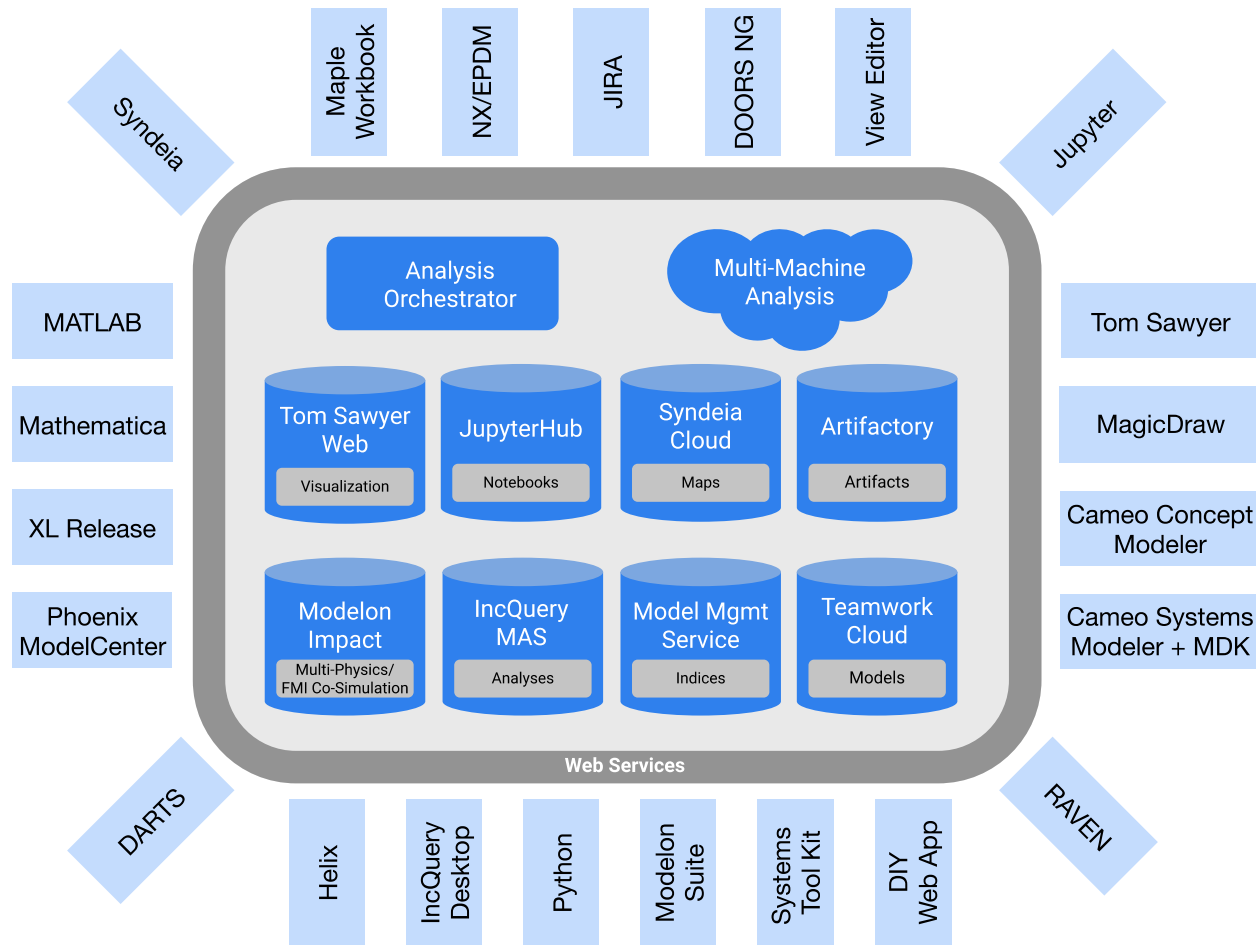 Maple
Workbook
NX/EPDM
JIRA
DOORS NG
View Editor
Syndeia
Jupyter
Analysis
Orchestrator
Multi-Machine
Analysis
MATLAB
Mathematica
XL Release
Phoenix
ModelCenter
Tom Sawyer
Web
Visualization
JupyterHub
Notebooks
Syndeia
Cloud
Maps
Artifactory
Artifacts
Modelon
Impact
Multi-Physics/
FMI Co-Simulation
IncQuery
MAS
Analyses
Model Mgmt
Service
Indices
Teamwork
Cloud
Models
Tom Sawyer
MagicDraw
Cameo Concept
Modeler
Cameo Systems
Modeler + MDK
Web Services
DARTS
Helix
IncQuery
Desktop
Python
Modelon
Suite
Systems
Tool Kit
DIY
Web App
RAVEN